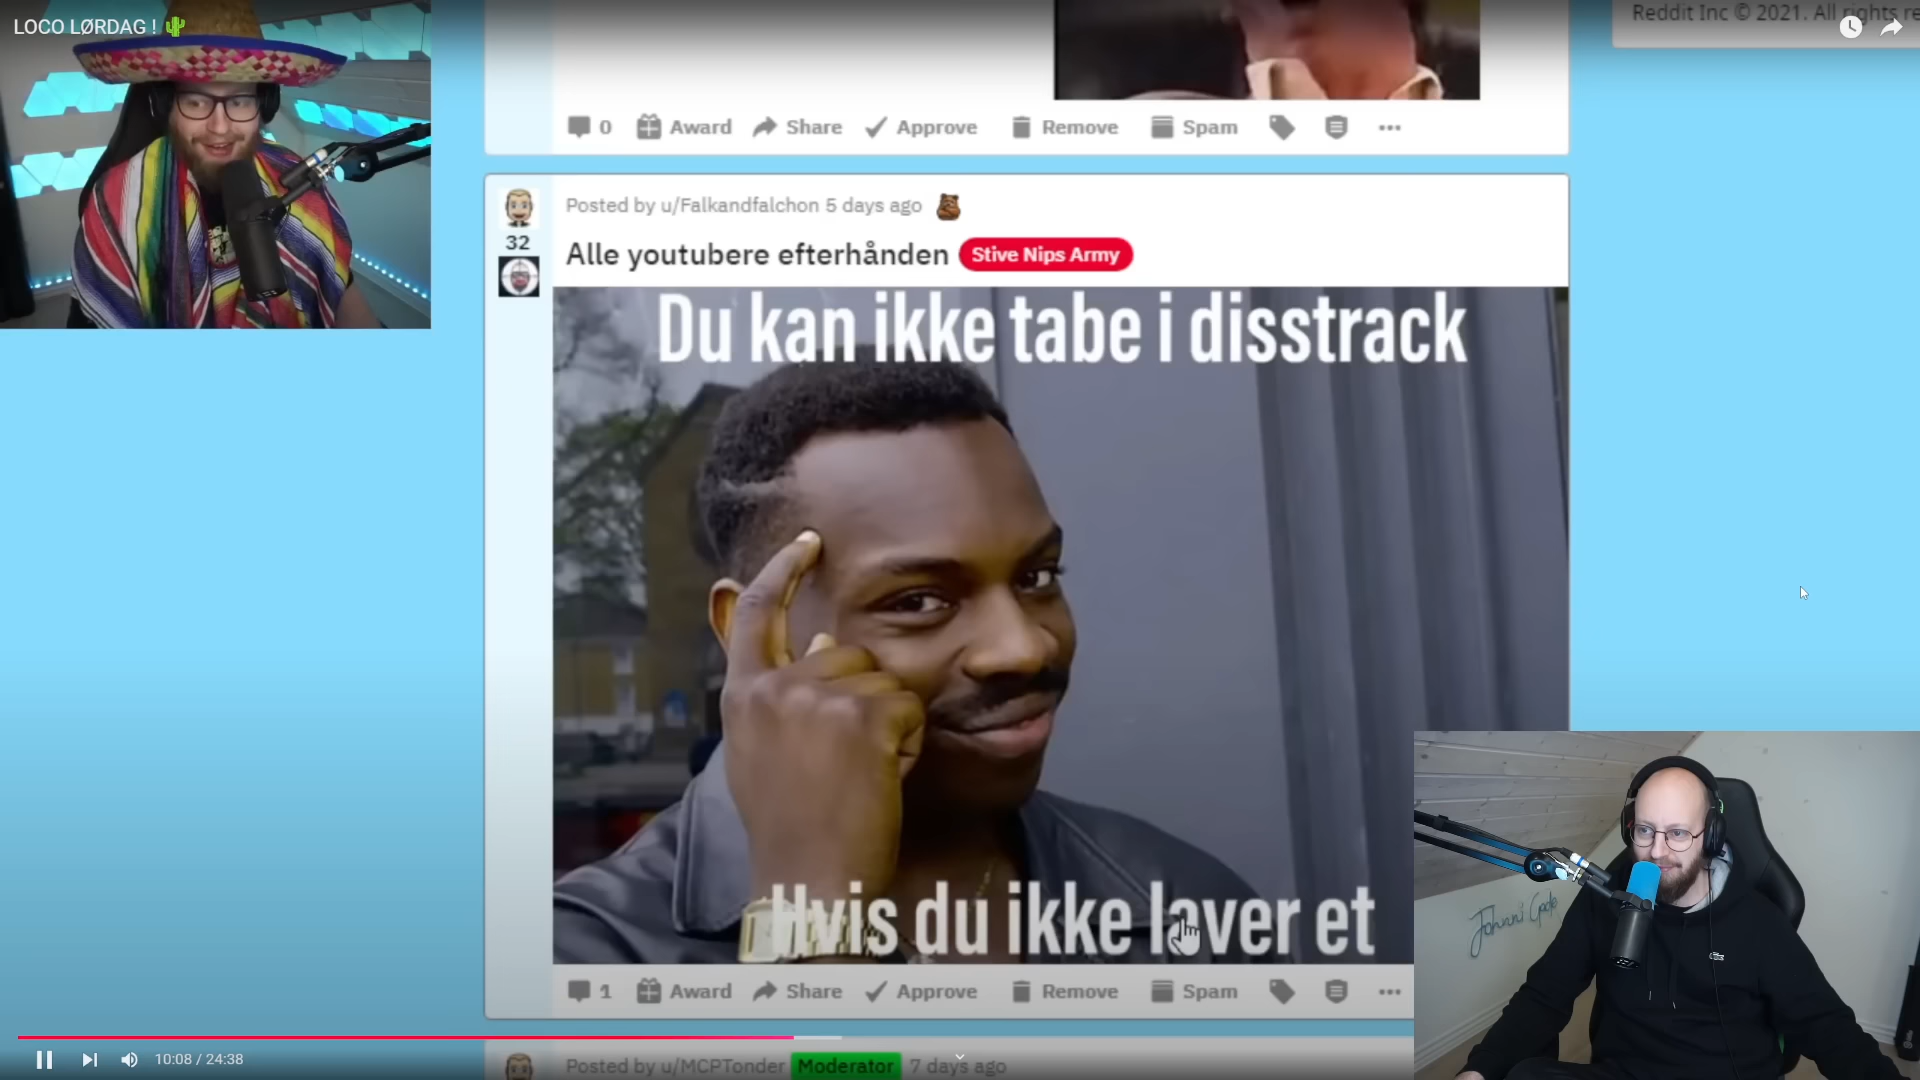 LOCO LØRDAG !
Reddit Inc © 2021. All rights re
0 Award Share Approve Remove Spam
Posted by u/Falkandfalchon 5 days ago
32
Alle youtubere efterhånden Stive Nips Army
Du kan ikke tabe i disstrack
Hvis du ikke laver et
Johnni Gade
1 Award Share Approve Remove Spam
10:08 / 24:38
Posted by u/MCPTonder Moderator 7 days ago